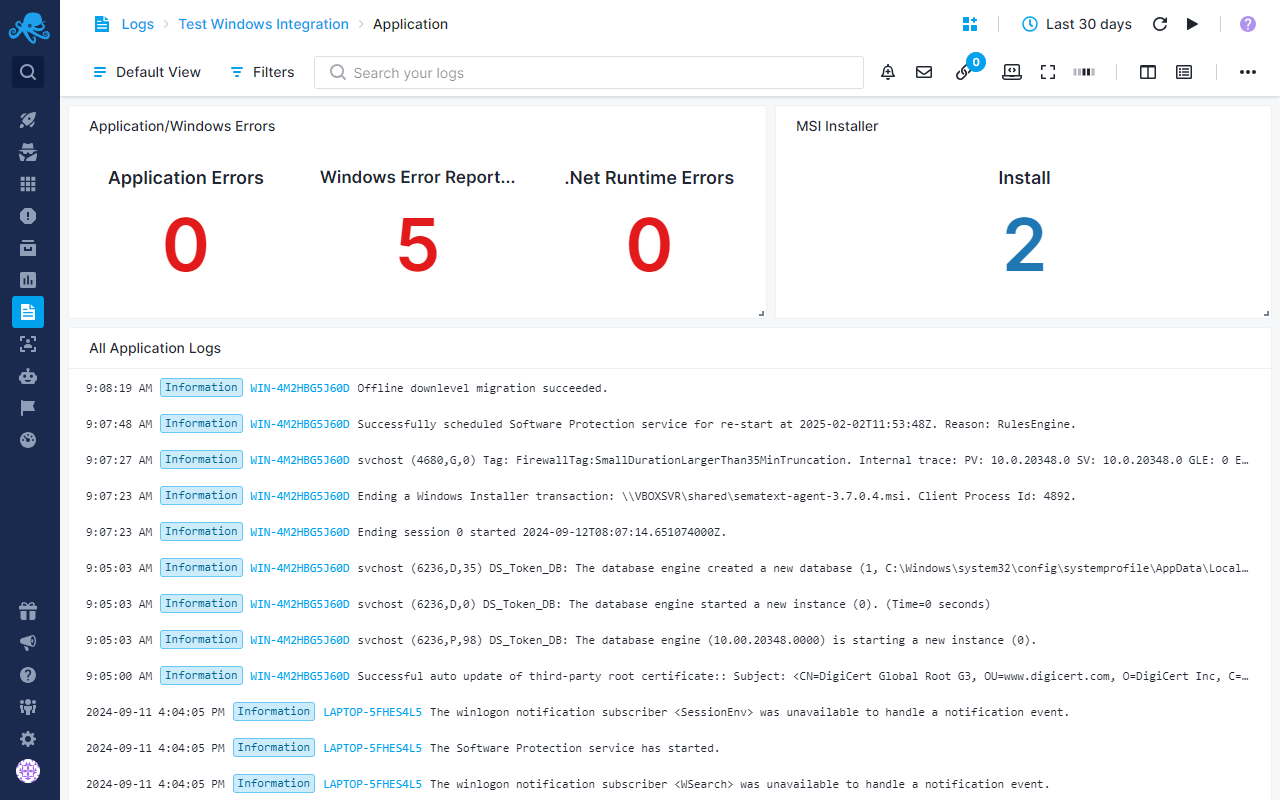 Logs > Test Windows Integration > Application
Last 30 days
Default View
Filters
Search your logs
0
Application/Windows Errors
Application Errors
Windows Error Report...
.Net Runtime Errors
0
5
0
MSI Installer
Install
2
All Application Logs
9:08:19 AM Information WIN-4M2HBG5J60D Offline downlevel migration succeeded.
9:07:48 AM Information WIN-4M2HBG5J60D Successfully scheduled Software Protection service for re-start at 2025-02-02T11:53:48Z. Reason: RulesEngine.
9:07:27 AM Information WIN-4M2HBG5J60D svchost (4680,G,0) Tag: FirewallTag:SmallDurationLargerThan35MinTruncation. Internal trace: PV: 10.0.20348.0 SV: 10.0.20348.0 GLE: 0 E…
9:07:23 AM Information WIN-4M2HBG5J60D Ending a Windows Installer transaction: \\VBOXSVR\shared\sematext-agent-3.7.0.4.msi. Client Process Id: 4892.
9:07:23 AM Information WIN-4M2HBG5J60D Ending session 0 started 2024-09-12T08:07:14.651074000Z.
9:05:03 AM Information WIN-4M2HBG5J60D svchost (6236,D,35) DS_Token_DB: The database engine created a new database (1, C:\Windows\system32\config\systemprofile\AppData\Local…
9:05:03 AM Information WIN-4M2HBG5J60D svchost (6236,D,0) DS_Token_DB: The database engine started a new instance (0). (Time=0 seconds)
9:05:03 AM Information WIN-4M2HBG5J60D svchost (6236,P,98) DS_Token_DB: The database engine (10.00.20348.0000) is starting a new instance (0).
9:05:00 AM Information WIN-4M2HBG5J60D Successful auto update of third-party root certificate:: Subject: <CN=DigiCert Global Root G3, OU=www.digicert.com, O=DigiCert Inc, C=…
2024-09-11 4:04:05 PM Information LAPTOP-5FHES4L5 The winlogon notification subscriber <SessionEnv> was unavailable to handle a notification event.
2024-09-11 4:04:05 PM Information LAPTOP-5FHES4L5 The Software Protection service has started.
2024-09-11 4:04:05 PM Information LAPTOP-5FHES4L5 The winlogon notification subscriber <WSearch> was unavailable to handle a notification event.